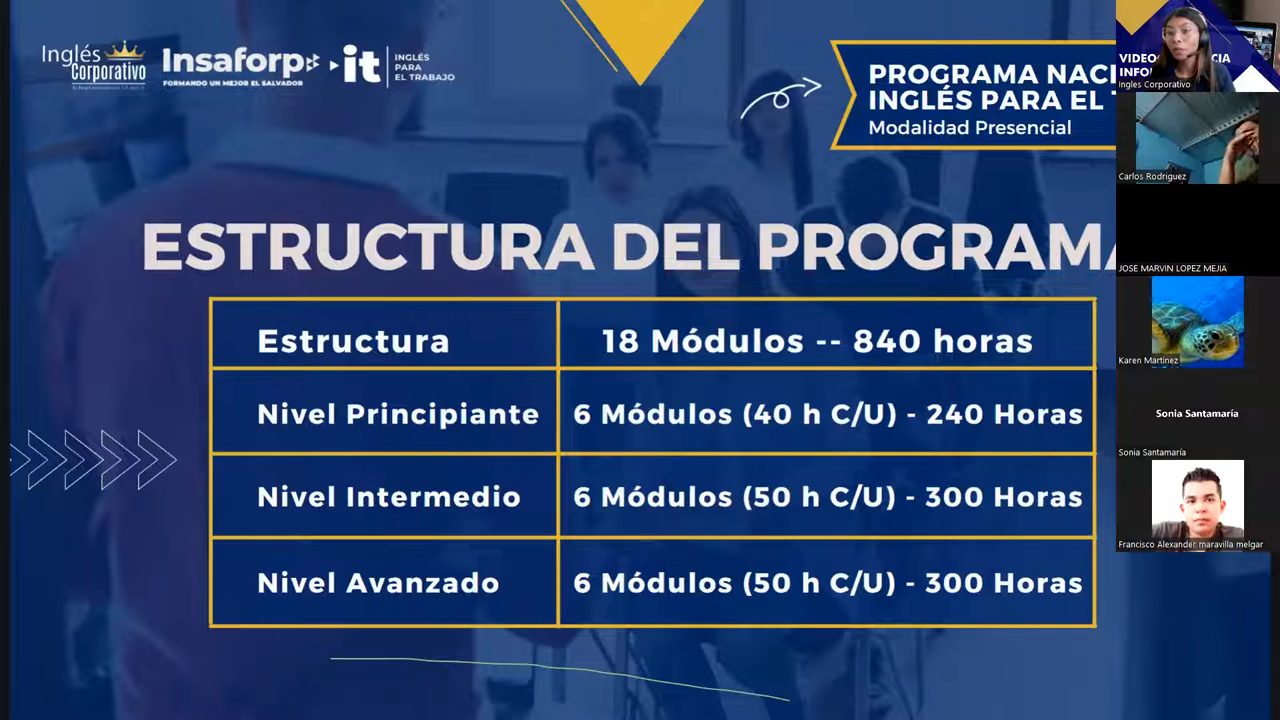 Inglés
Corporativo
Insaforp
FORMANDO UN MEJOR EL SALVADOR
it
INGLÉS
PARA
EL TRABAJO
PROGRAMA NACI
INGLÉS PARA EL
Modalidad Presencial
ESTRUCTURA DEL PROGRAMA
Estructura
18 Módulos -- 840 horas
Nivel Principiante
6 Módulos (40 h C/U) - 240 Horas
Nivel Intermedio
6 Módulos (50 h C/U) - 300 Horas
Nivel Avanzado
6 Módulos (50 h C/U) - 300 Horas
Ingles Corporativo
Carlos Rodriguez
JOSE MARVIN LOPEZ MEJIA
Karen Martinez
Sonia Santamaría
Sonia Santamaría
Francisco Alexander maravilla melgar